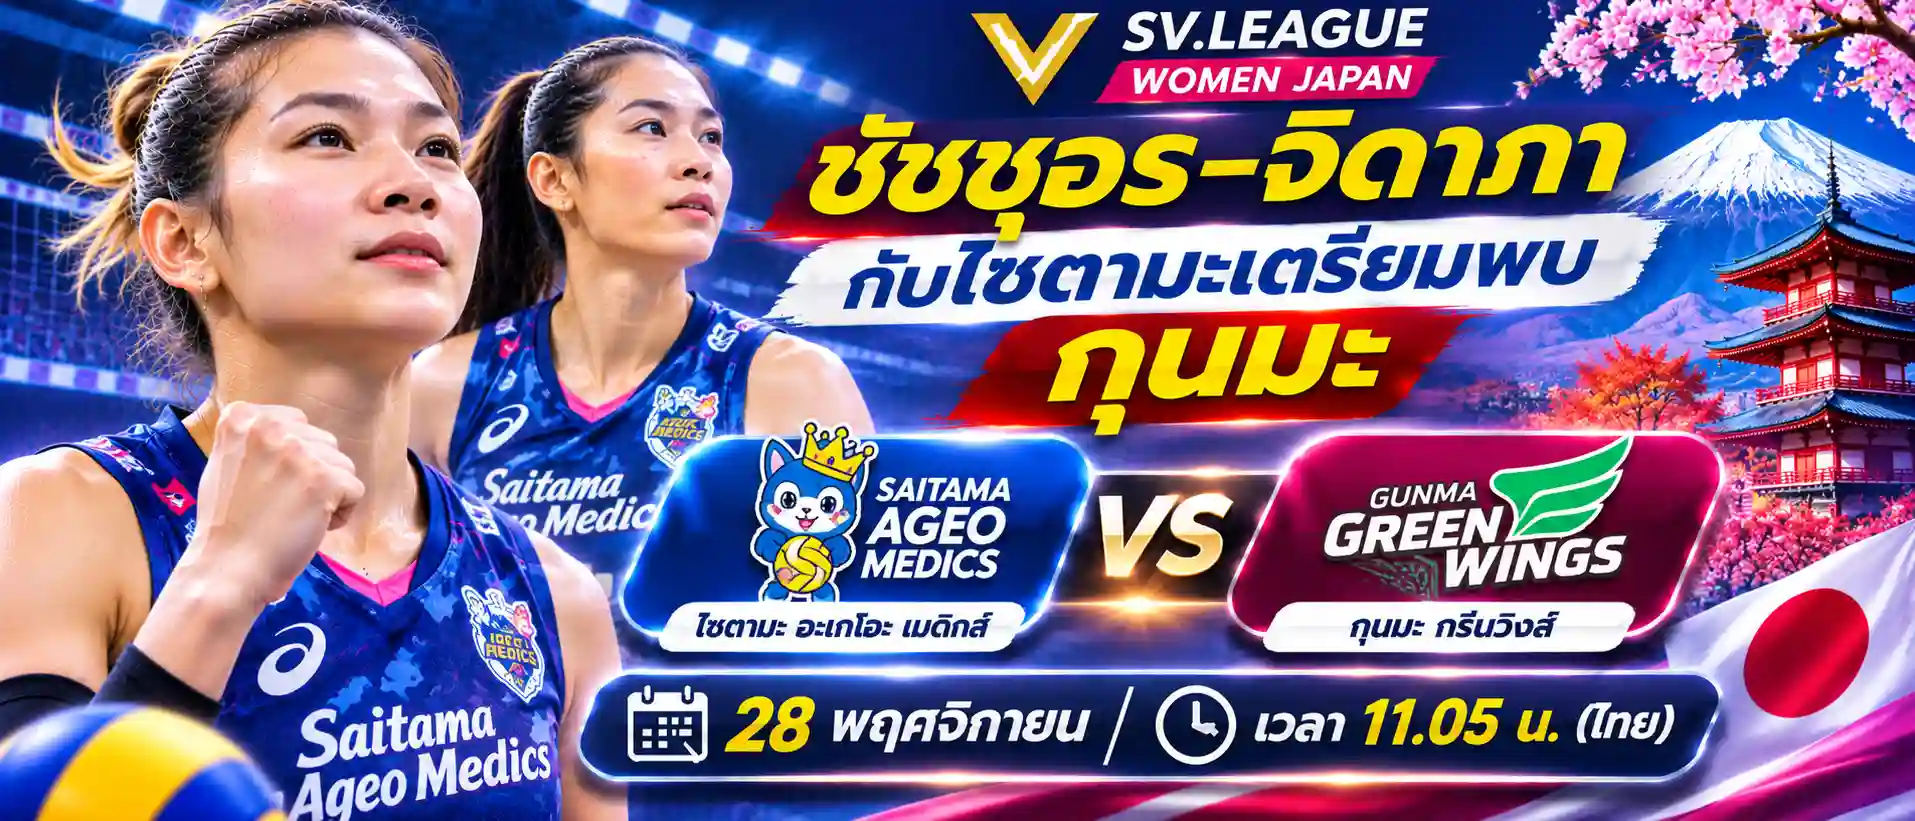 SV.LEAGUE
WOMEN JAPAN
ชัชชุอร-จิดาภา
กับไซตามะเตรียมพบ
กุนมะ
SAITAMA
AGEO
MEDICS
ไซตามะ อะเกโอะ เมดิกส์
VS
GUNMA
GREEN
WINGS
กุนมะ กรีนวิงส์
28 พฤศจิกายน / เวลา 11.05 น. (ไทย)
Saitama
Ageo Medics
Saitama
Ageo Medic
MEDICS